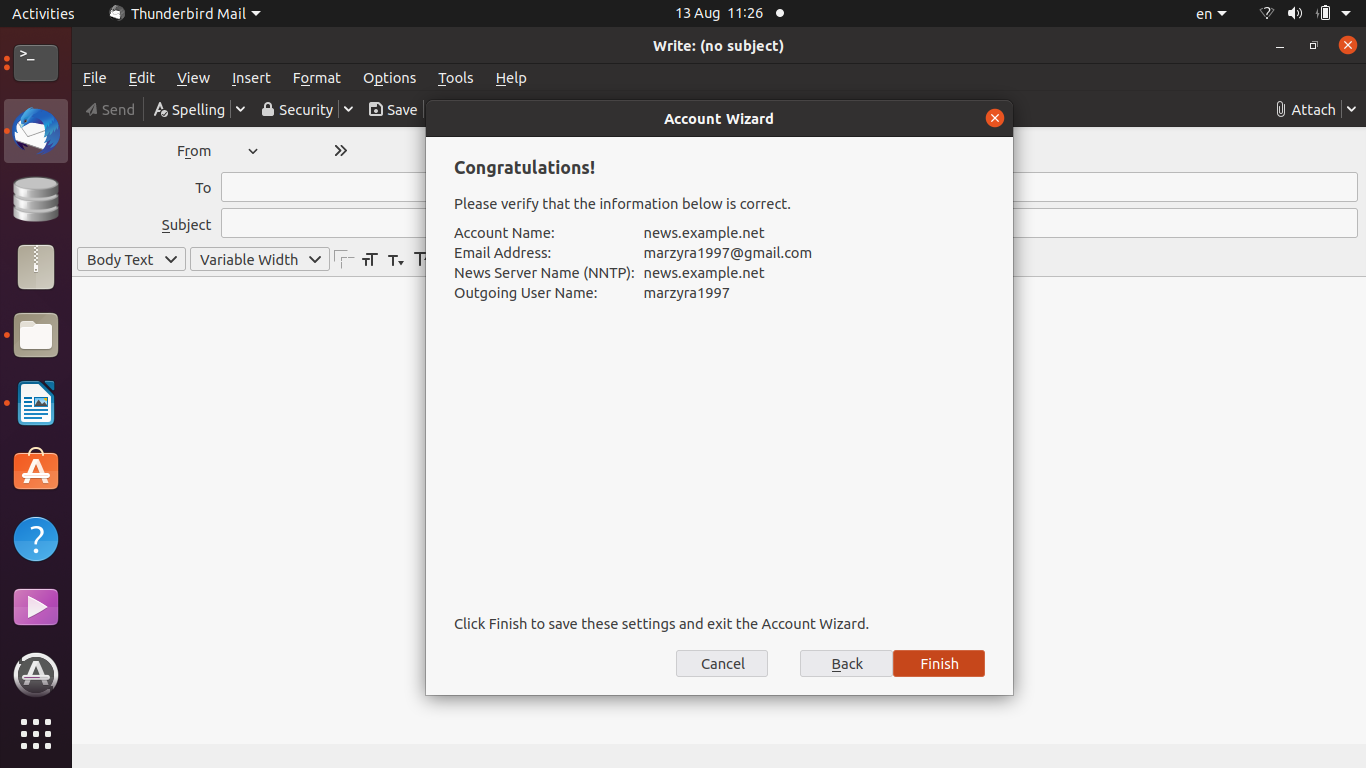 Activities Thunderbird Mail 13 Aug 11:26 en
Write: (no subject)
File Edit View Insert Format Options Tools Help
Send Spelling Security Save Attach
Account Wizard
From
To
Subject
Body Text Variable Width
Congratulations!
Please verify that the information below is correct.
Account Name: news.example.net
Email Address: marzyra1997@gmail.com
News Server Name (NNTP): news.example.net
Outgoing User Name: marzyra1997
Click Finish to save these settings and exit the Account Wizard.
Cancel Back Finish